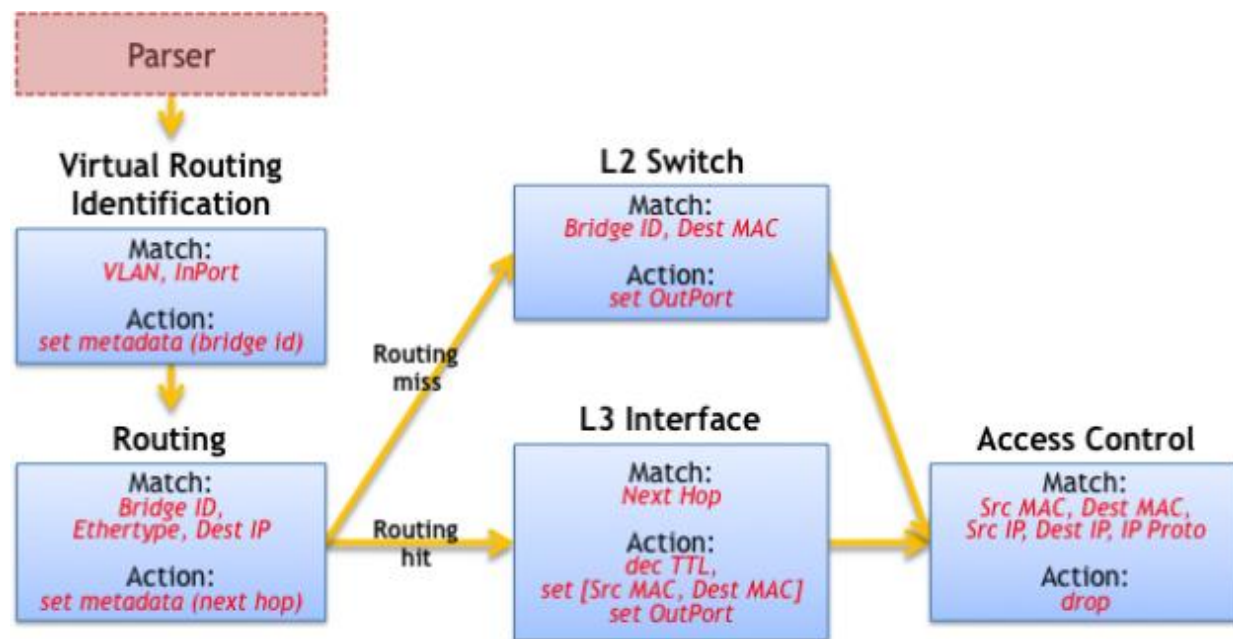 Parser
Virtual Routing
Identification
Match:
VLAN, InPort
Action:
set metadata (bridge id)
Routing
Match:
Bridge ID,
Ethertype, Dest IP
Action:
set metadata (next hop)
Routing
miss
Routing
hit
L2 Switch
Match:
Bridge ID, Dest MAC
Action:
set OutPort
L3 Interface
Match:
Next Hop
Action:
dec TTL,
set [Src MAC, Dest MAC]
set OutPort
Access Control
Match:
Src MAC, Dest MAC,
Src IP, Dest IP, IP Proto
Action:
drop